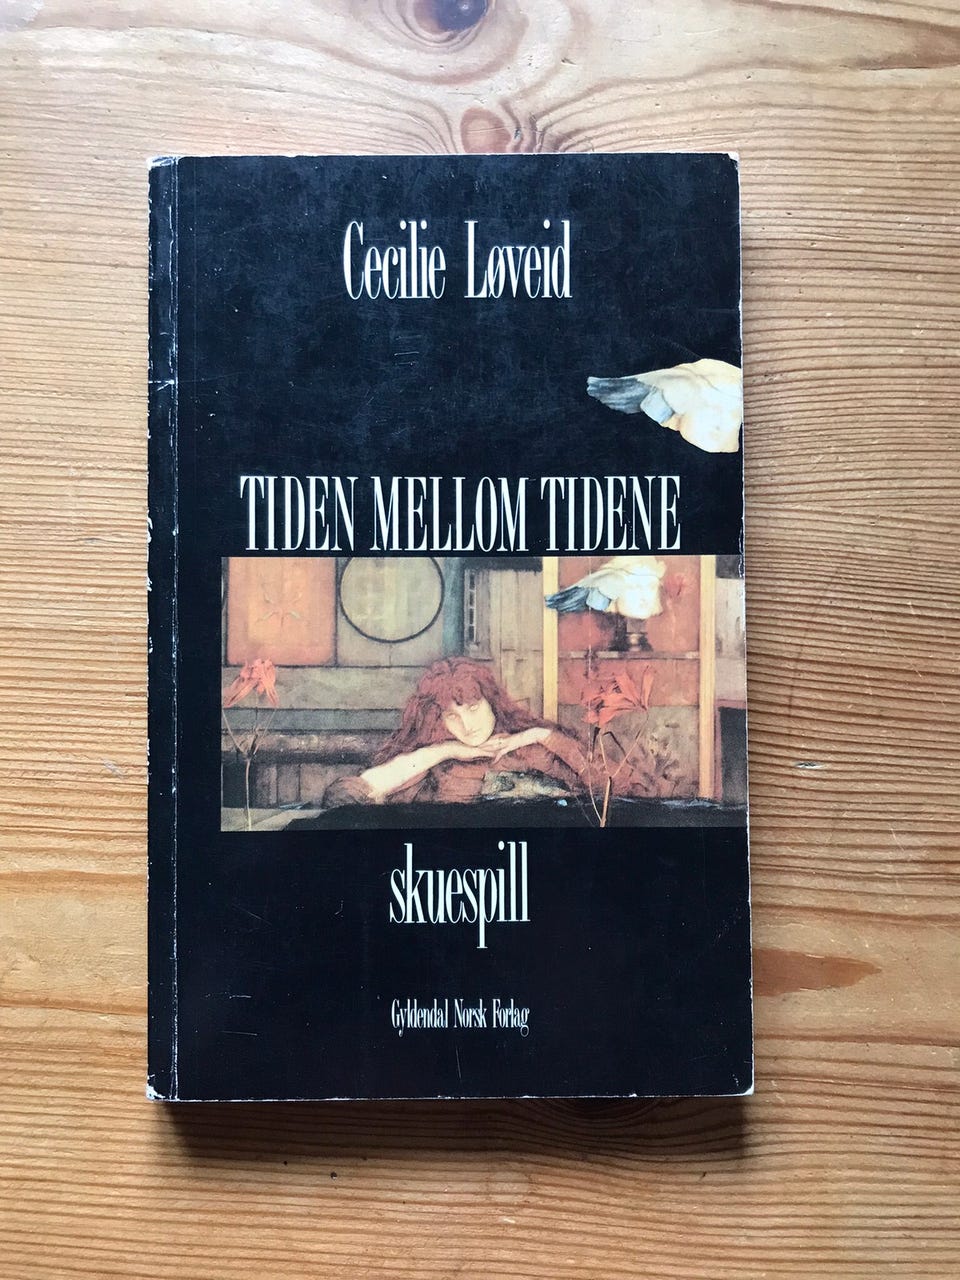 Cecilie Løveid
TIDEN MELLOM TIDENE
skuespill
Gyldendal Norsk Forlag